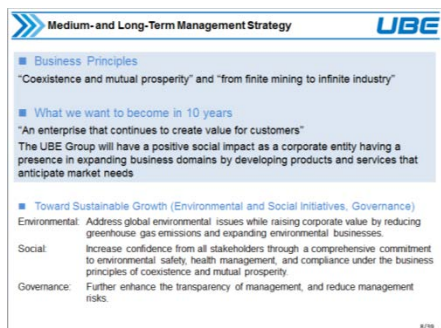 Medium- and Long-Term Management Strategy
UBE
■ Business Principles
“Coexistence and mutual prosperity” and “from finite mining to infinite industry”
■ What we want to become in 10 years
“An enterprise that continues to create value for customers”
The UBE Group will have a positive social impact as a corporate entity having a
presence in expanding business domains by developing products and services that
anticipate market needs
■ Toward Sustainable Growth (Environmental and Social Initiatives, Governance)
Environmental: Address global environmental issues while raising corporate value by reducing
greenhouse gas emissions and expanding environmental businesses.
Social: Increase confidence from all stakeholders through a comprehensive commitment
to environmental safety, health management, and compliance under the business
principles of coexistence and mutual prosperity.
Governance: Further enhance the transparency of management, and reduce management
risks.